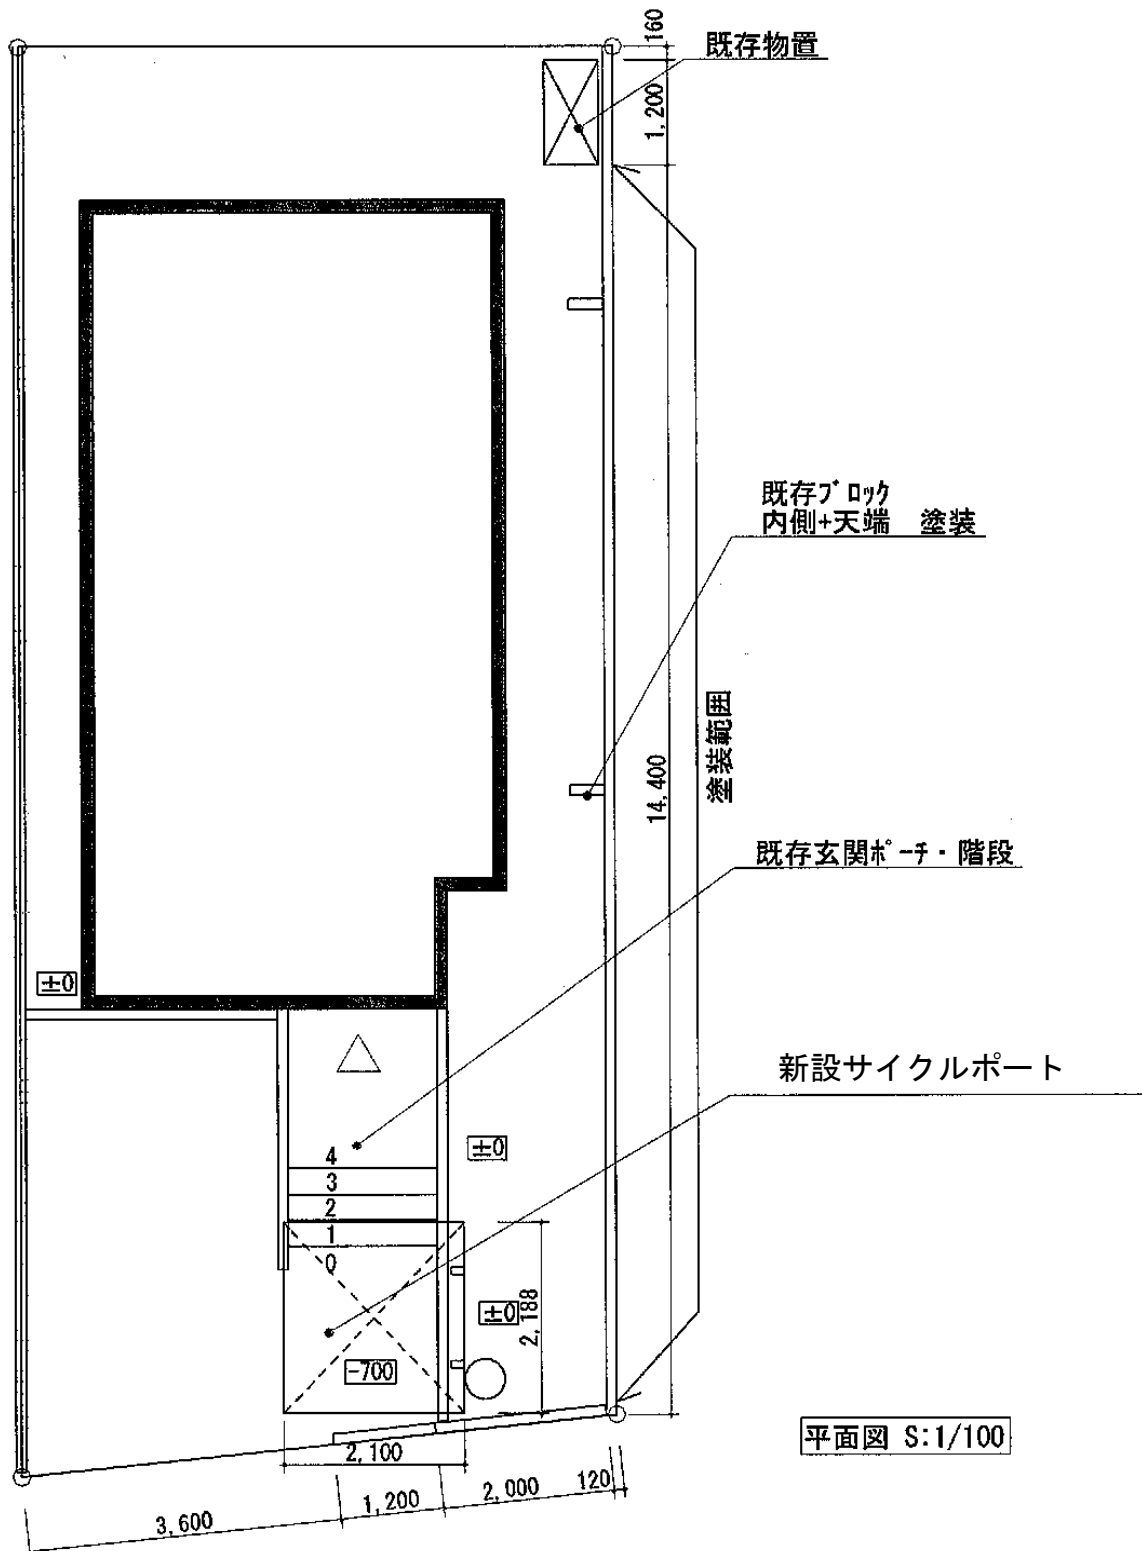 160
既存物置
1,200
既存ブロック
内側+天端　塗装
塗装範囲
14,400
既存玄関ポーチ・階段
±0
新設サイクルポート
±0
4
3
2
1
0
±0
2,188
-700
平面図 S:1/100
2,100
120
2,000
1,200
3,600